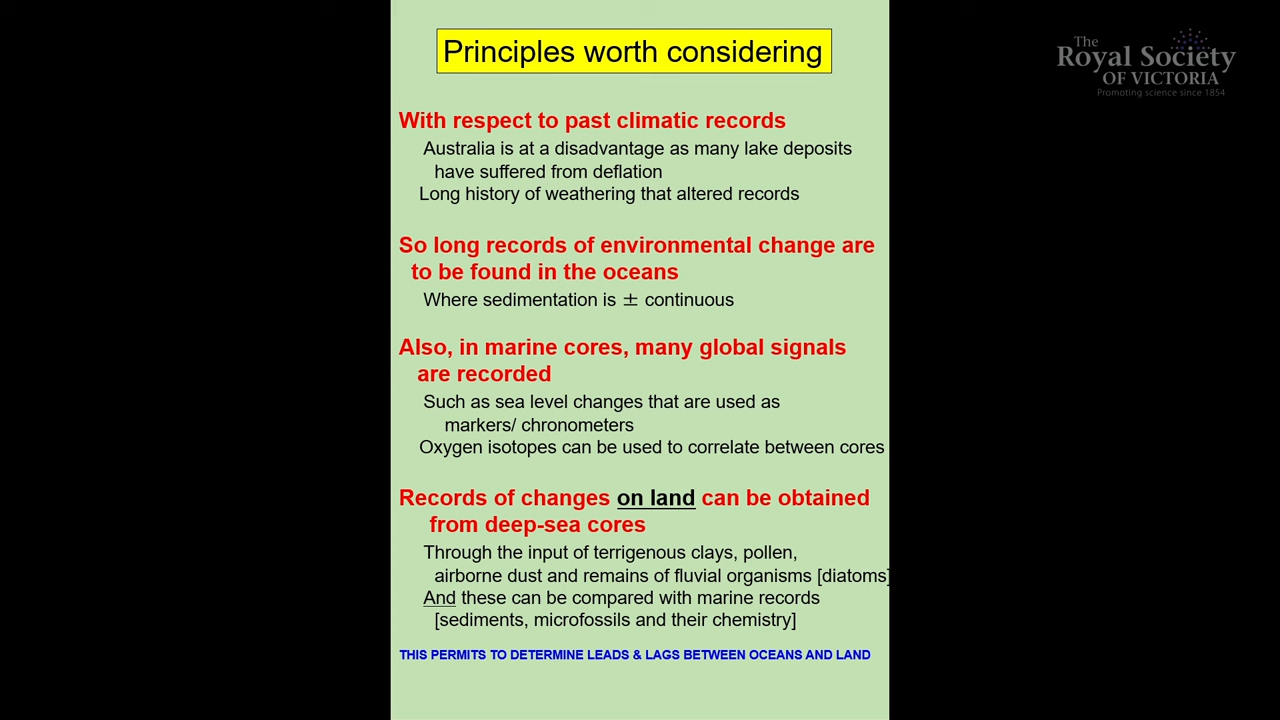 Principles worth considering
The
Royal Society
OF VICTORIA
Promoting science since 1854
With respect to past climatic records
Australia is at a disadvantage as many lake deposits
have suffered from deflation
Long history of weathering that altered records
So long records of environmental change are
to be found in the oceans
Where sedimentation is ± continuous
Also, in marine cores, many global signals
are recorded
Such as sea level changes that are used as
markers/ chronometers
Oxygen isotopes can be used to correlate between cores
Records of changes on land can be obtained
from deep-sea cores
Through the input of terrigenous clays, pollen,
airborne dust and remains of fluvial organisms [diatoms]
And these can be compared with marine records
[sediments, microfossils and their chemistry]
THIS PERMITS TO DETERMINE LEADS & LAGS BETWEEN OCEANS AND LAND